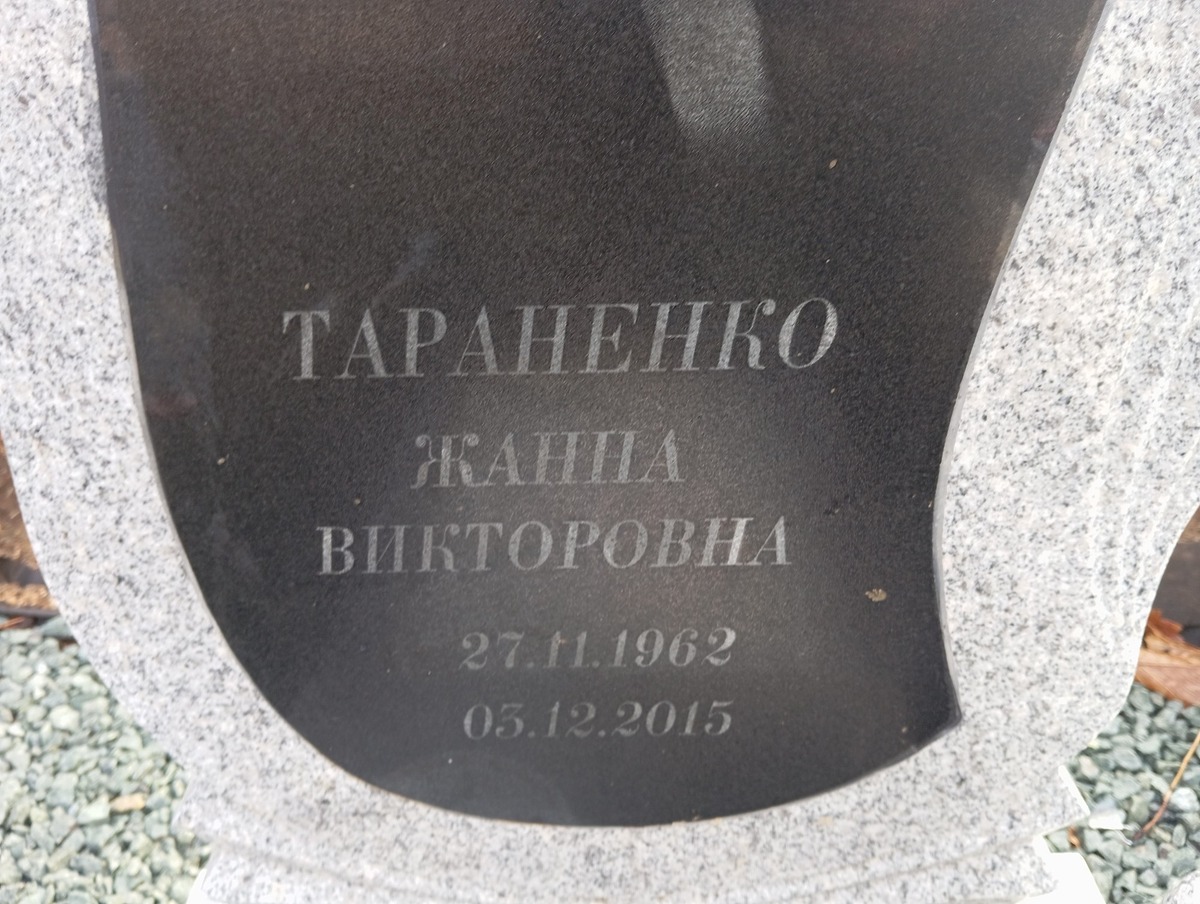 ТАРАНЕНКО
ЖАННА
ВИКТОРОВНА
27.11.1962
03.12.2015